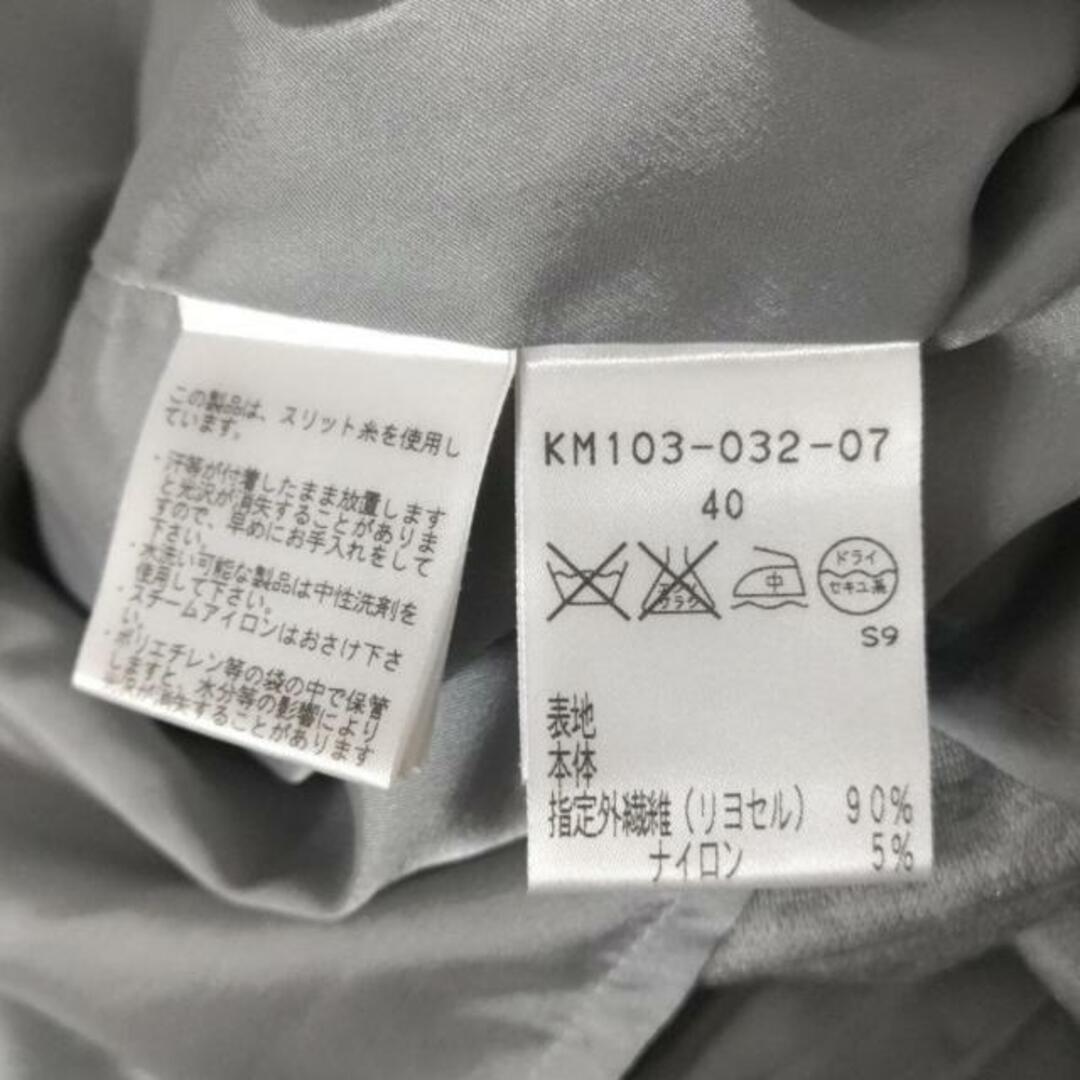 この製品は、スリット糸を使用し
ています。
・汗等が付着したまま放置します
と光沢が消失することがありま
すので、早めにお手入れをして
下さい。
・水洗い可能な製品は中性洗剤を
使用して下さい。
・スチームアイロンはおさけ下さ
い。
・ポリエチレン等の袋の中で保管
しますと、水分等の影響により
が消失することがあります
KM103-032-07
40
中
ドライ
セキユ系
S9
表地
本体
指定外繊維(リヨセル) 90%
ナイロン 5%